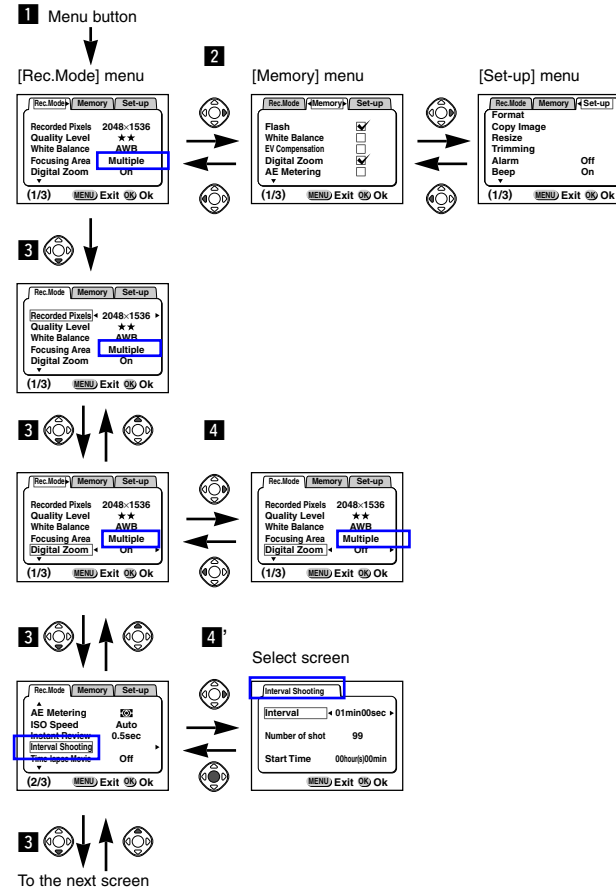 1 Menu button
[Rec.Mode] menu
2
[Memory] menu
[Set-up] menu
Rec.Mode Memory Set-up
Recorded Pixels 2048×1536
Quality Level ★★
White Balance AWB
Focusing Area Multiple
Digital Zoom On
(1/3) MENU Exit OK Ok
Rec.Mode Memory Set-up
Flash
White Balance
EV Compensation
Digital Zoom
AE Metering
(1/3) MENU Exit OK Ok
Rec.Mode Memory Set-up
Format
Copy Image
Resize
Trimming
Alarm Off
Beep On
(1/3) MENU Exit OK Ok
3
Rec.Mode Memory Set-up
Recorded Pixels 2048×1536
Quality Level ★★
White Balance AWB
Focusing Area Multiple
Digital Zoom On
(1/3) MENU Exit OK Ok
3
4
Rec.Mode Memory Set-up
Recorded Pixels 2048×1536
Quality Level ★★
White Balance AWB
Focusing Area Multiple
Digital Zoom On
(1/3) MENU Exit OK Ok
Rec.Mode Memory Set-up
Recorded Pixels 2048×1536
Quality Level ★★
White Balance AWB
Focusing Area Multiple
Digital Zoom Off
(1/3) MENU Exit OK Ok
3
4'
Select screen
Rec.Mode Memory Set-up
AE Metering
ISO Speed Auto
Instant Review 0.5sec
Interval Shooting
Time-lapse Movie Off
(2/3) MENU Exit OK Ok
Interval Shooting
Interval 01min00sec
Number of shot 99
Start Time 00hour(s)00min
MENU Exit OK Ok
3
To the next screen